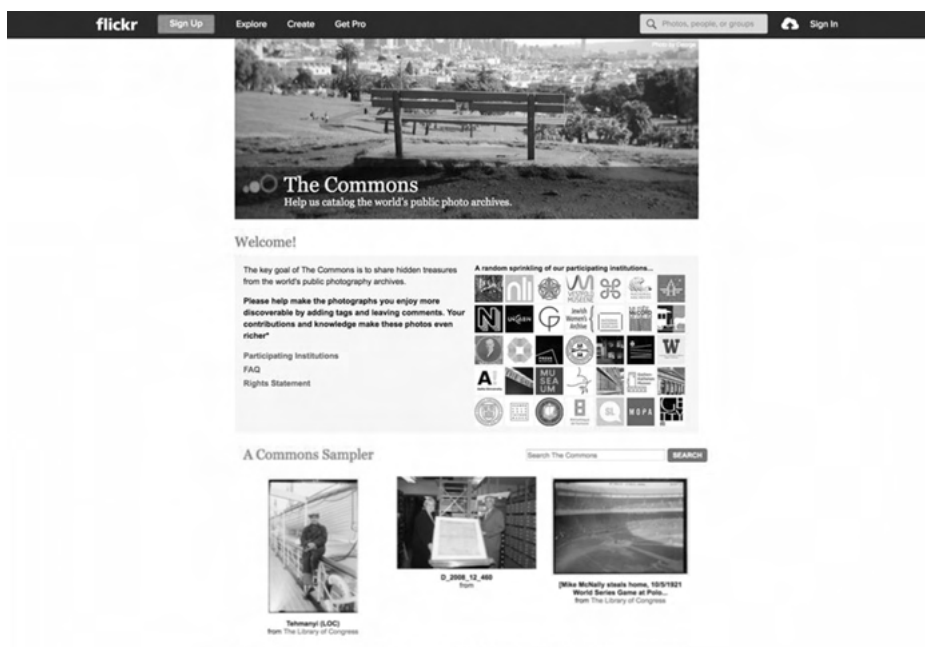 flickr Sign Up Explore Create Get Pro Photos, people, or groups Sign In
The Commons
Help us catalog the world's public photo archives.
Welcome!
The key goal of The Commons is to share hidden treasures
from the world's public photography archives.
Please help make the photographs you enjoy more
discoverable by adding tags and leaving comments. Your
contributions and knowledge make these photos even
richer*
Participating Institutions
FAQ
Rights Statement
A random sprinkling of our participating institutions...
nli
N
Jewish
Women's
Archive
W
A
MU
SEA
UM
SL
MOPA
A Commons Sampler
Search The Commons SEARCH
Tehmanyi (LOC)
from The Library of Congress
D_2008_12_460
from
[Mike McNally steals home, 10/5/1921
World Series Game at Polo...
from The Library of Congress